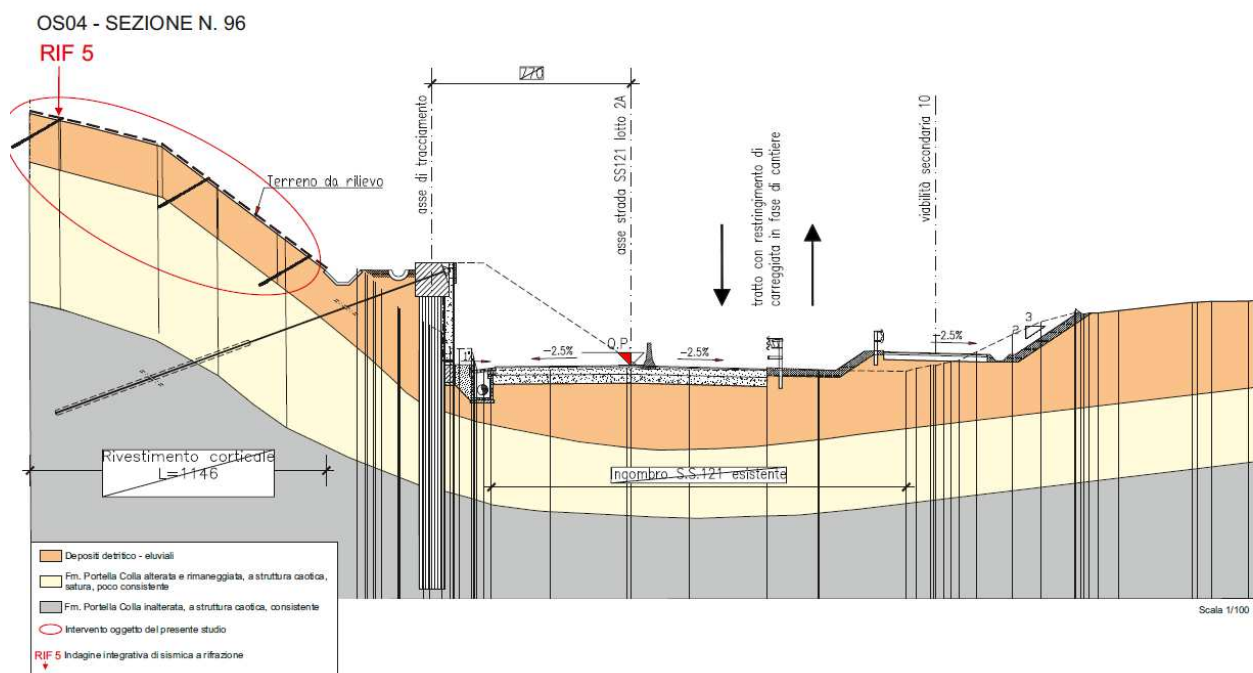 OS04 - SEZIONE N. 96
RIF 5
770
asse di tracciamento
asse strada SS121 lotto 2A
tratto con restringimento di
carreggiata in fase di cantiere
viabilità secondaria 10
Terreno da rilievo
Q.P.
-2.5%
-2.5%
-2.5%
3
2
Rivestimento corticale
L=1146
Ingombro S.S.121 esistente
Depositi detritico - eluviali
Fm. Portella Colla alterata e rimaneggiata, a struttura caotica,
satura, poco consistente
Fm. Portella Colla inalterata, a struttura caotica, consistente
Intervento oggetto del presente studio
RIF 5 Indagine integrativa di sismica a rifrazione
Scala 1/100